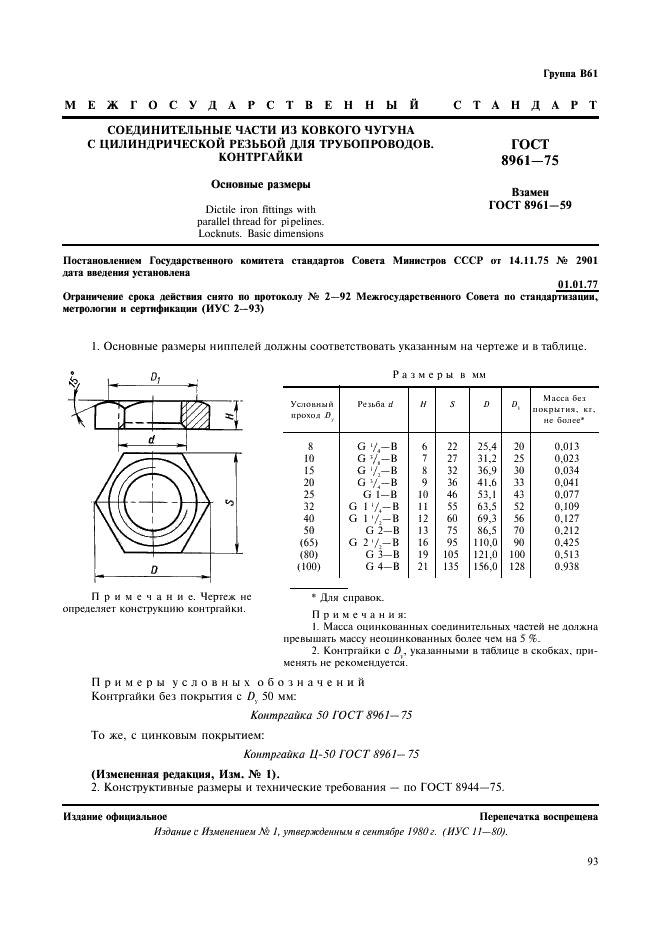 Группа В61
МЕЖГОСУДАРСТВЕННЫЙ СТАНДАРТ
СОЕДИНИТЕЛЬНЫЕ ЧАСТИ ИЗ КОВКОГО ЧУГУНА
С ЦИЛИНДРИЧЕСКОЙ РЕЗЬБОЙ ДЛЯ ТРУБОПРОВОДОВ.
КОНТРГАЙКИ
Основные размеры
Dictile iron fittings with
parallel thread for pipelines.
Locknuts. Basic dimensions
ГОСТ
8961—75
Взамен
ГОСТ 8961—59
Постановлением Государственного комитета стандартов Совета Министров СССР от 14.11.75 № 2901
дата введения установлена
01.01.77
Ограничение срока действия снято по протоколу № 2—92 Межгосударственного Совета по стандартизации,
метрологии и сертификации (ИУС 2—93)
1. Основные размеры ниппелей должны соответствовать указанным на чертеже и в таблице.
15°
D₁
H
d
S
D
Примечание. Чертеж не
определяет конструкцию контргайки.
Размеры в мм
Условный проход Dᵧ Резьба d H S D D₁ Масса без покрытия, кг, не более*
8 G ¹/₄—В 6 22 25,4 20 0,013
10 G ³/₈—В 7 27 31,2 25 0,023
15 G ¹/₂—В 8 32 36,9 30 0,034
20 G ³/₄—В 9 36 41,6 33 0,041
25 G 1—В 10 46 53,1 43 0,077
32 G 1 ¹/₄—В 11 55 63,5 52 0,109
40 G 1 ¹/₂—В 12 60 69,3 56 0,127
50 G 2—В 13 75 86,5 70 0,212
(65) G 2 ¹/₂—В 16 95 110,0 90 0,425
(80) G 3—В 19 105 121,0 100 0,513
(100) G 4—В 21 135 156,0 128 0.938
* Для справок.
Примечания:
1. Масса оцинкованных соединительных частей не должна
превышать массу неоцинкованных более чем на 5 %.
2. Контргайки с Dᵧ, указанными в таблице в скобках, при-
менять не рекомендуется.
Примеры условных обозначений
Контргайки без покрытия с Dᵧ 50 мм:
Контргайка 50 ГОСТ 8961—75
То же, с цинковым покрытием:
Контргайка Ц-50 ГОСТ 8961—75
(Измененная редакция, Изм. № 1).
2. Конструктивные размеры и технические требования — по ГОСТ 8944—75.
Издание официальное Перепечатка воспрещена
Издание с Изменением № 1, утвержденным в сентябре 1980 г. (ИУС 11—80).
93